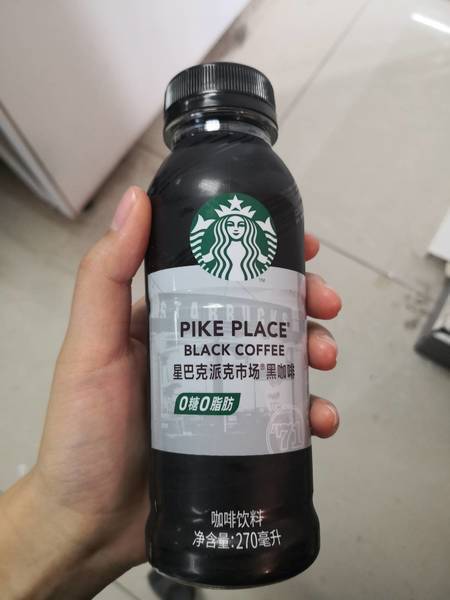 PIKE PLACE®
BLACK COFFEE
星巴克派克市场®黑咖啡
0糖0脂肪
咖啡饮料
净含量:270毫升